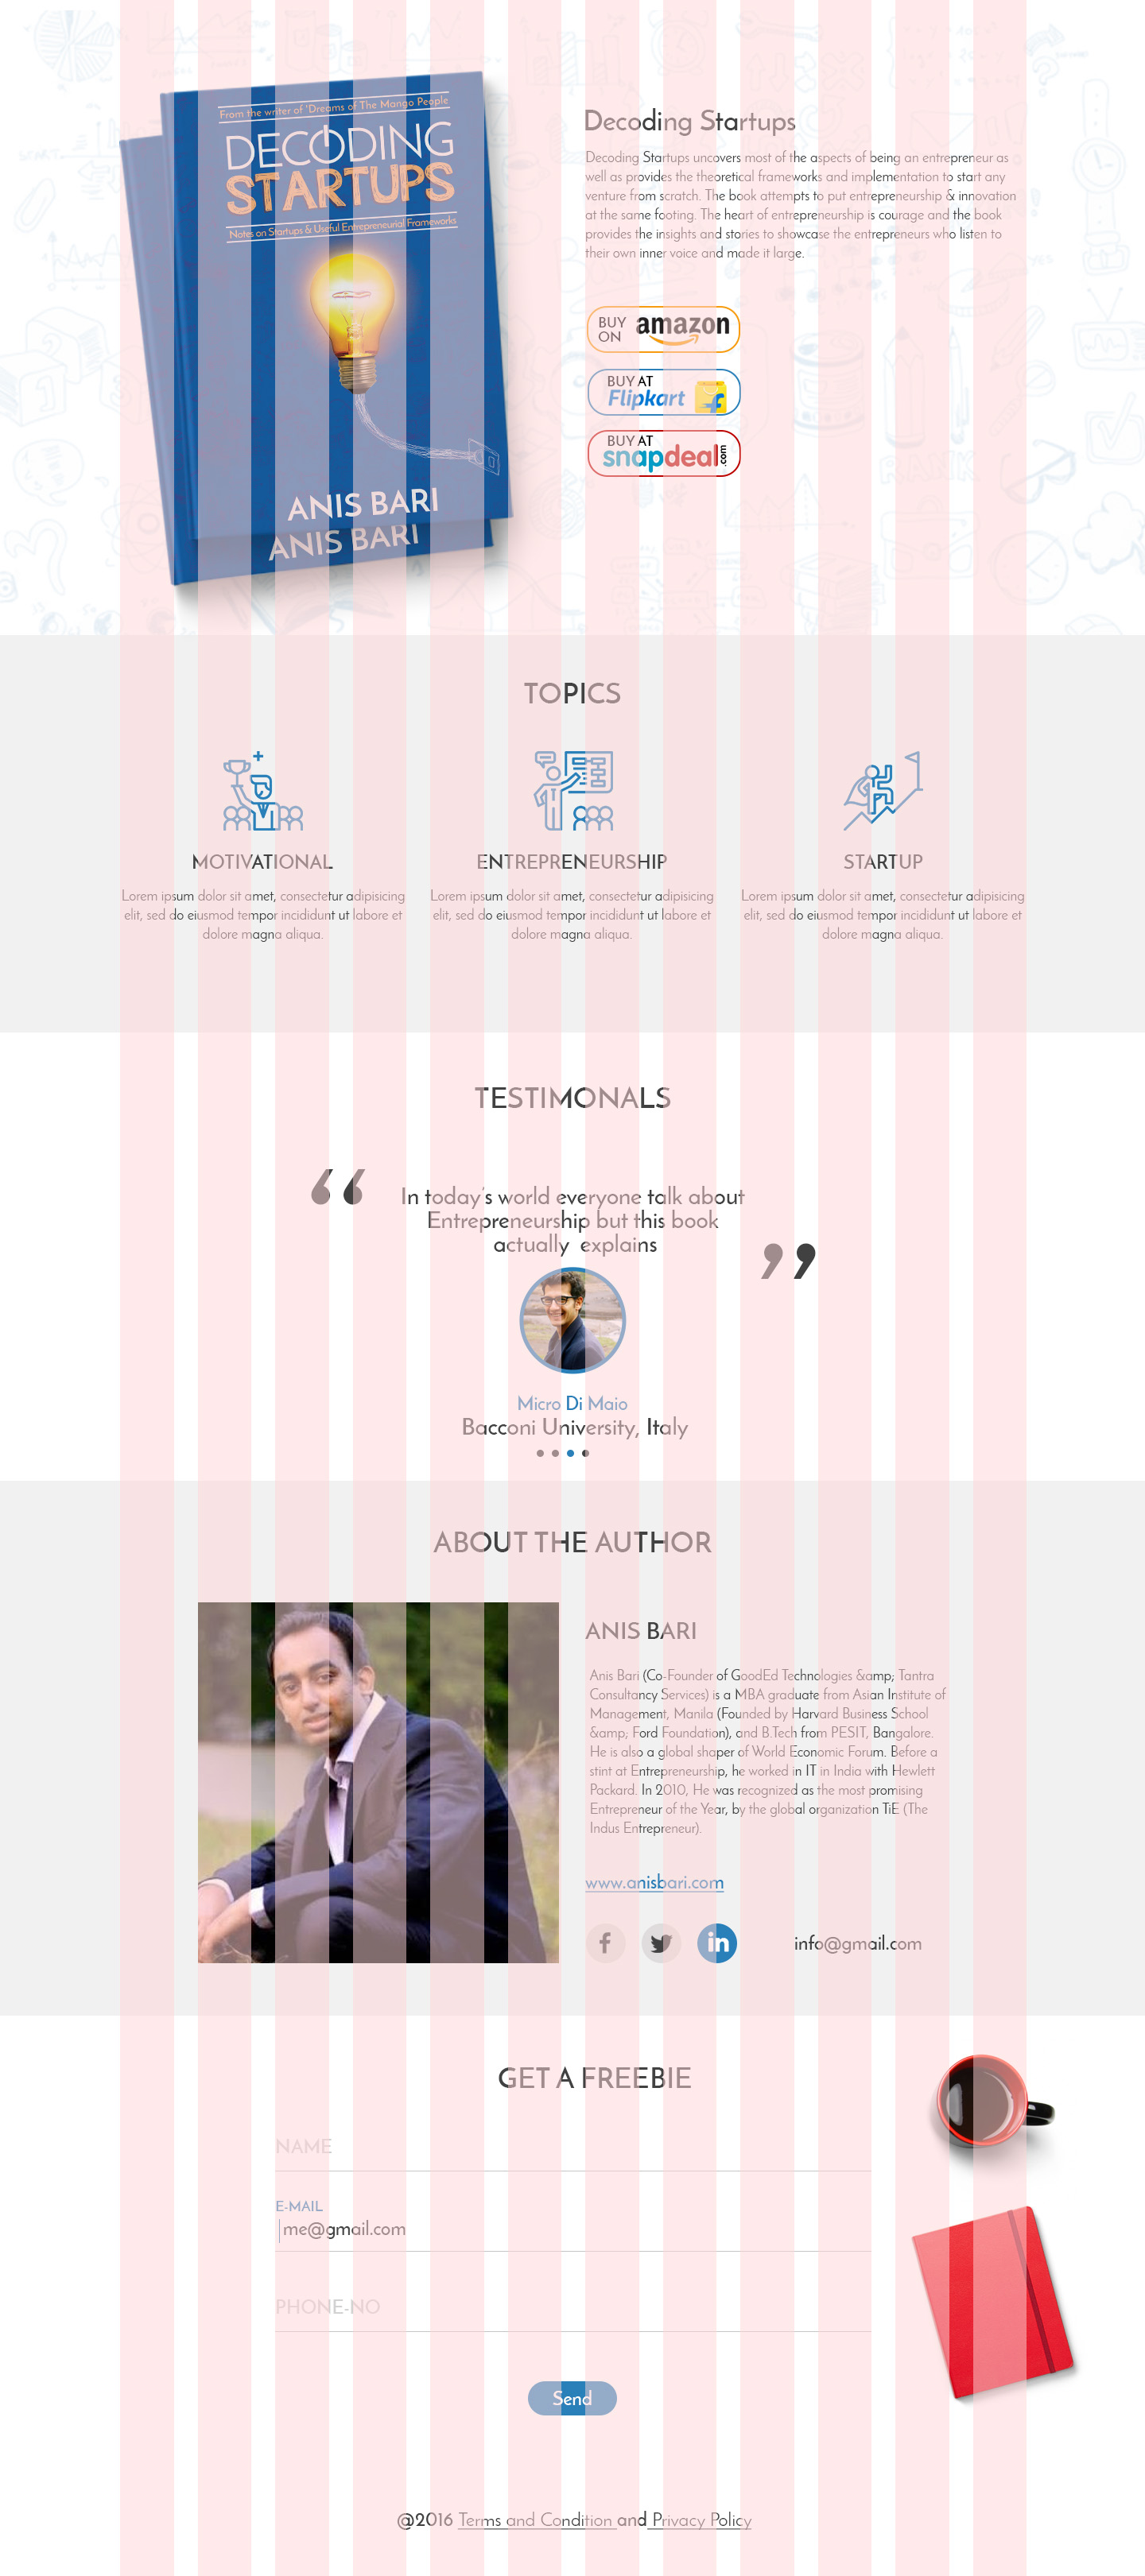 From the writer of 'Dreams of The Mango People
DECODING
STARTUPS
Notes on Startups & Useful Entrepreneurial Frameworks
ANIS BARI
ANIS BARI
Decoding Startups
Decoding Startups uncovers most of the aspects of being an entrepreneur as
well as provides the theoretical frameworks and implementation to start any
venture from scratch. The book attempts to put entrepreneurship & innovation
at the same footing. The heart of entrepreneurship is courage and the book
provides the insights and stories to showcase the entrepreneurs who listen to
their own inner voice and made it large.
BUY
ON
amazon
BUY AT
Flipkart
BUY AT
snapdeal.com
TOPICS
MOTIVATIONAL
Lorem ipsum dolor sit amet, consectetur adipisicing
elit, sed do eiusmod tempor incididunt ut labore et
dolore magna aliqua.
ENTREPRENEURSHIP
Lorem ipsum dolor sit amet, consectetur adipisicing
elit, sed do eiusmod tempor incididunt ut labore et
dolore magna aliqua.
STARTUP
Lorem ipsum dolor sit amet, consectetur adipisicing
elit, sed do eiusmod tempor incididunt ut labore et
dolore magna aliqua.
TESTIMONALS
“ In today's world everyone talk about
Entrepreneurship but this book
actually explains ”
Micro Di Maio
Bacconi University, Italy
ABOUT THE AUTHOR
ANIS BARI
Anis Bari (Co-Founder of GoodEd Technologies &amp; Tantra
Consultancy Services) is a MBA graduate from Asian Institute of
Management, Manila (Founded by Harvard Business School
&amp; Ford Foundation), and B.Tech from PESIT, Bangalore.
He is also a global shaper of World Economic Forum. Before a
stint at Entrepreneurship, he worked in IT in India with Hewlett
Packard. In 2010, He was recognized as the most promising
Entrepreneur of the Year, by the global organization TiE (The
Indus Entrepreneur).
www.anisbari.com
f
in
info@gmail.com
GET A FREEBIE
NAME
E-MAIL
me@gmail.com
PHONE-NO
Send
@2016 Terms and Condition and Privacy Policy